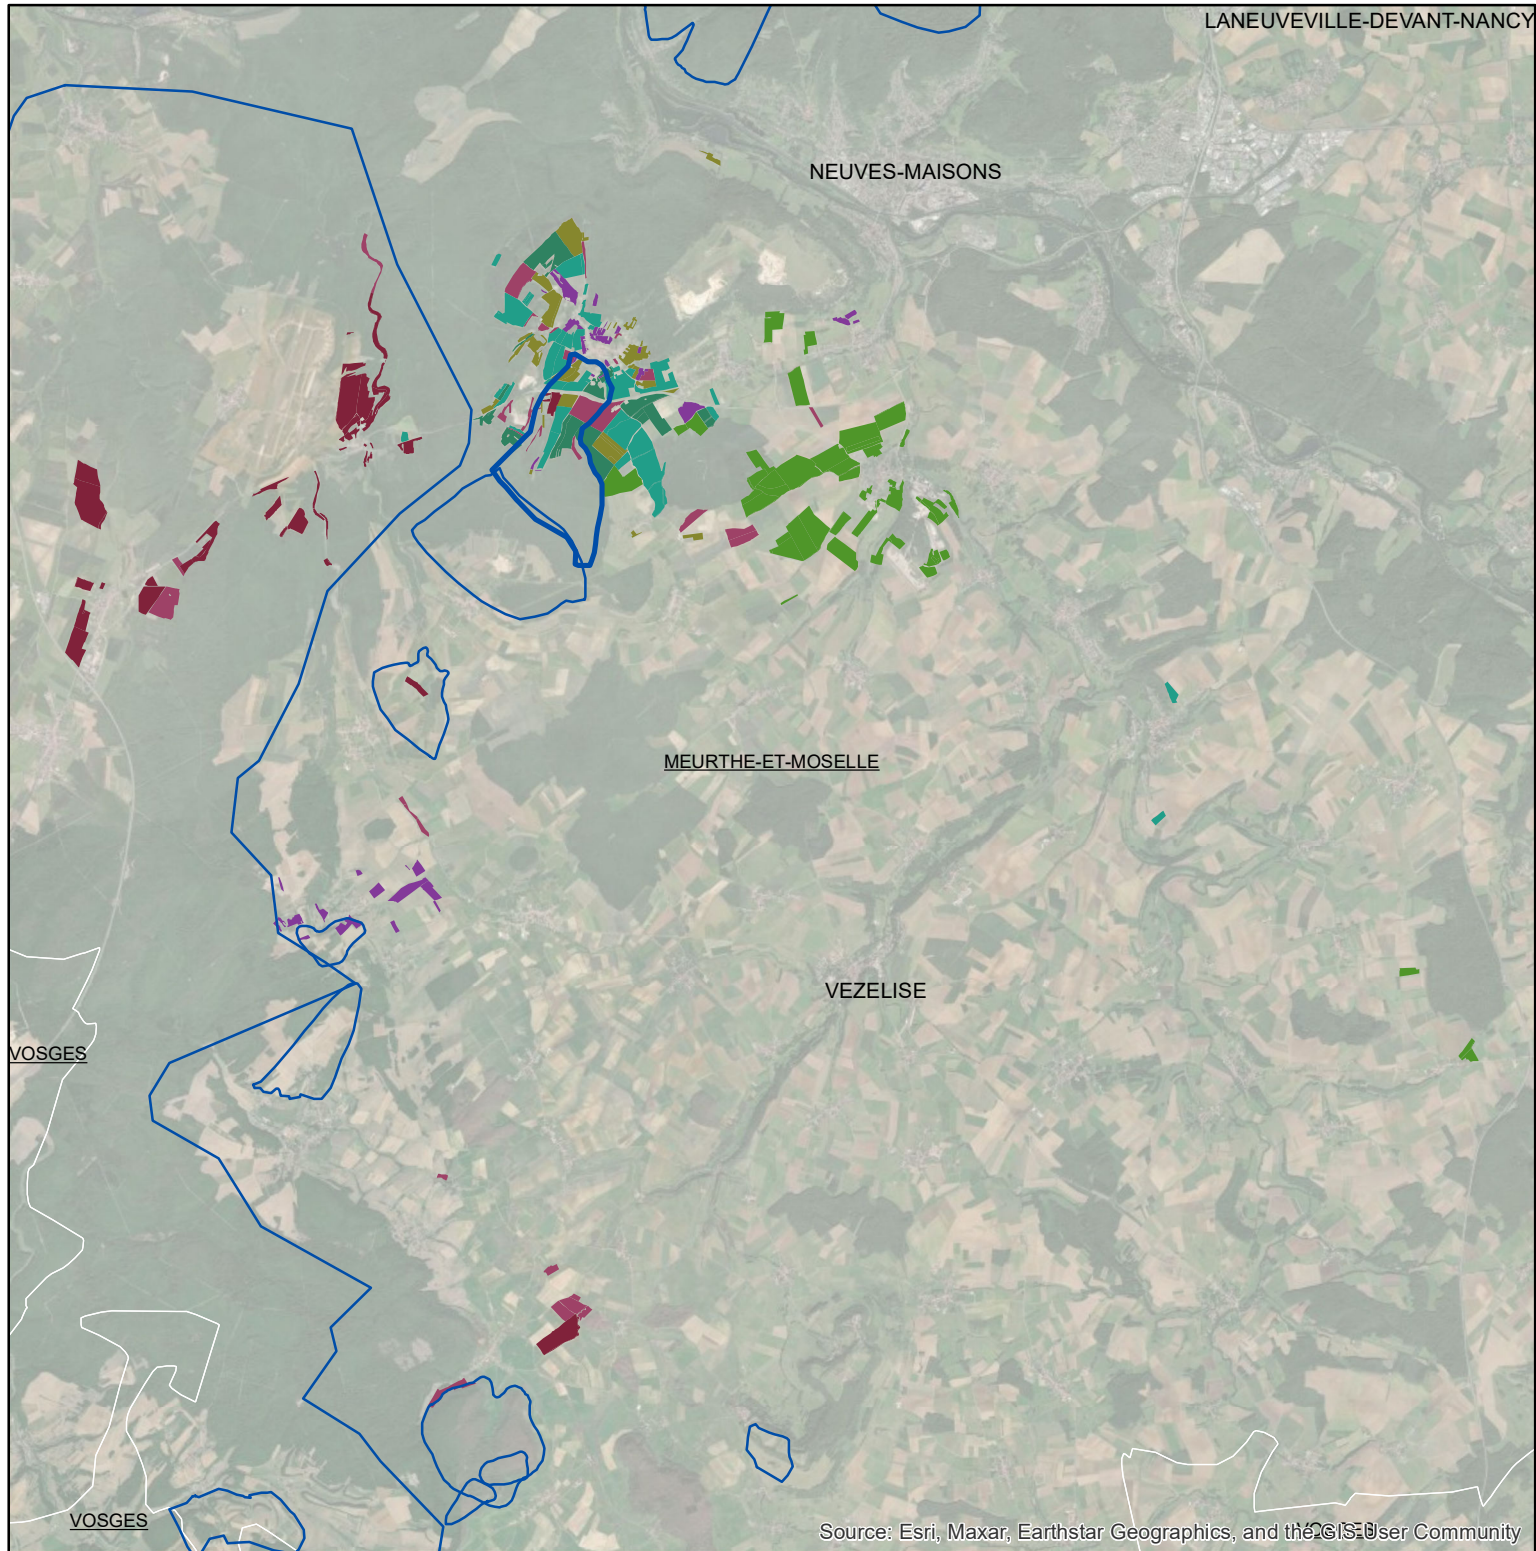 LANEUVEVILLE-DEVANT-NANCY
NEUVES-MAISONS
MEURTHE-ET-MOSELLE
VEZELISE
VOSGES
VOSGES
VOSGES
Source: Esri, Maxar, Earthstar Geographics, and the GIS User Community